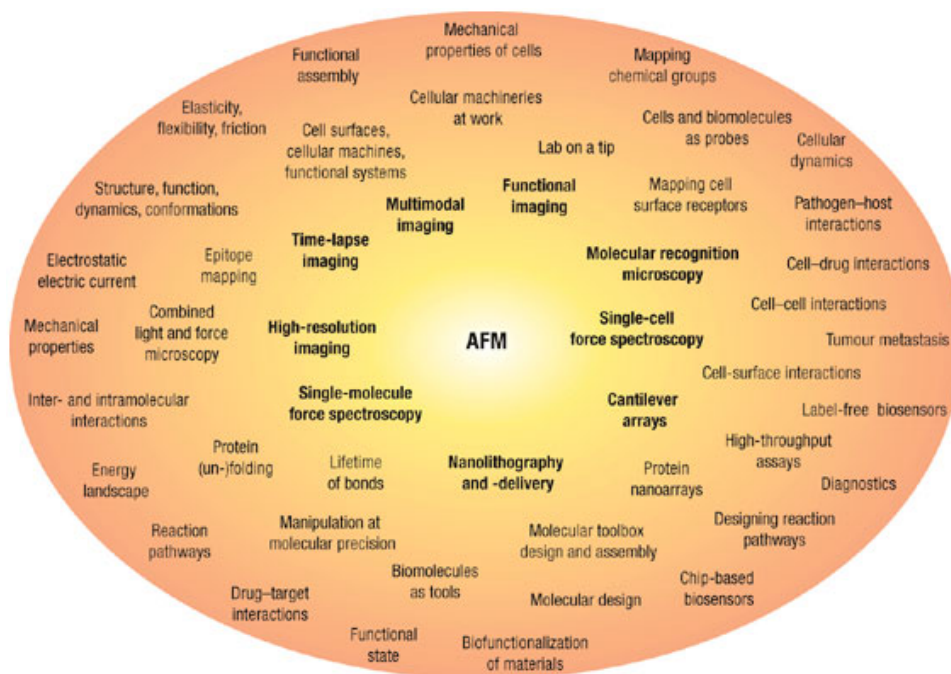 Mechanical
properties of cells
Functional
assembly
Mapping
chemical groups
Cellular machineries
at work
Elasticity,
flexibility, friction
Cells and biomolecules
as probes
Cell surfaces,
cellular machines,
functional systems
Lab on a tip
Cellular
dynamics
Structure, function,
dynamics, conformations
Multimodal
imaging
Functional
imaging
Mapping cell
surface receptors
Pathogen–host
interactions
Time-lapse
imaging
Epitope
mapping
Electrostatic
electric current
Molecular recognition
microscopy
Cell–drug interactions
Cell–cell interactions
Mechanical
properties
Combined
light and force
microscopy
High-resolution
imaging
AFM
Single-cell
force spectroscopy
Tumour metastasis
Cell-surface interactions
Inter- and intramolecular
interactions
Single-molecule
force spectroscopy
Cantilever
arrays
Label-free biosensors
High-throughput
assays
Energy
landscape
Protein
(un-)folding
Lifetime
of bonds
Nanolithography
and -delivery
Protein
nanoarrays
Diagnostics
Reaction
pathways
Manipulation at
molecular precision
Molecular toolbox
design and assembly
Designing reaction
pathways
Drug–target
interactions
Biomolecules
as tools
Molecular design
Chip-based
biosensors
Functional
state
Biofunctionalization
of materials